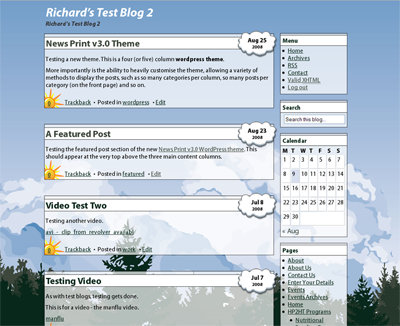 Richard's Test Blog 2
Richard's Test Blog 2
News Print v3.0 Theme
Aug 25
2008
Testing a new theme. This is a four (or five) column wordpress theme.
More importantly is the ability to heavily customise the theme, allowing a variety of
methods to display the posts, such as so many categories per column, so many posts
per category (on the front page) and so on.
0
Trackback • Posted in wordpress • Edit
A Featured Post
Aug 23
2008
Testing the featured post section of the new News Print v3.0 WordPress theme. This
should appear at the very top above the three main content columns.
0
Trackback • Posted in featured • Edit
Video Test Two
Jul 8
2008
Testing another video.
avi - clip from revolver availabl
0
Trackback • Posted in work • Edit
Testing Video
Jul 7
2008
As with test blogs, testing gets done.
This is for a video - the manflu video.
manflu
Menu
Home
Archives
RSS
Contact
Valid XHTML
Log out
Search
Search this blog..
Calendar
M T W T F S S
1 2 3 4 5 6 7
8 9 10 11 12 13 14
15 16 17 18 19 20 21
22 23 24 25 26 27 28
29 30
« Aug
Pages
About
About Us
Contact Us
Enter Your Details
Events
Events Archives
Home
HP2HT Programs
Nutritional